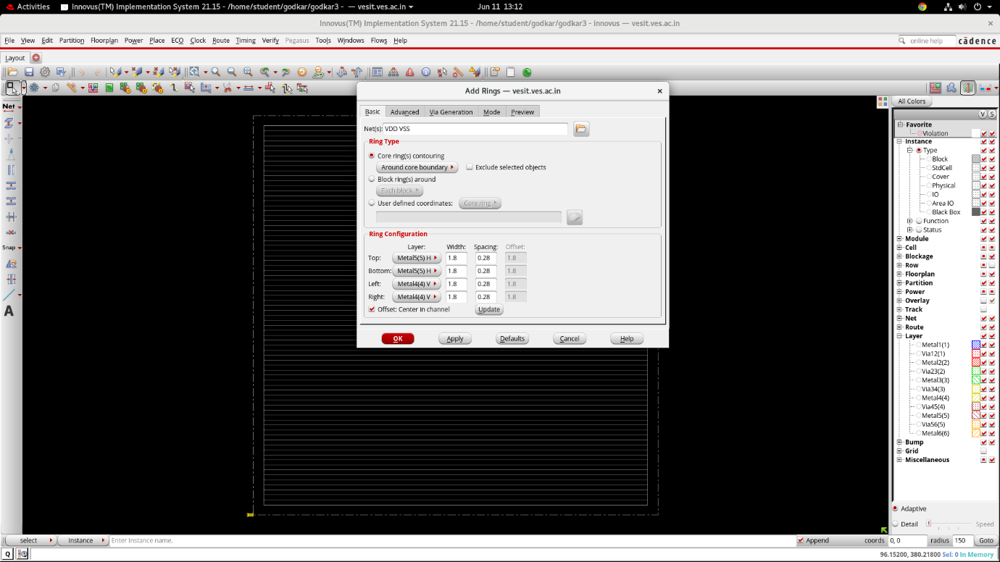 Activities Innovus(TM) Implementation System 21.15 - /home/student/godkar/godkar3 - innovus — vesit.ves.ac.in Jun 11 13:12
Innovus(TM) Implementation System 21.15 - /home/student/godkar/godkar3 - innovus — vesit.ves.ac.in
File View Edit Partition Floorplan Power Place ECO Clock Route Timing Verify Pegasus Tools Windows Flows Help online help cādence
Layout
All Colors
V S
Net
Snap
A
Add Rings — vesit.ves.ac.in
Basic Advanced Via Generation Mode Preview
Net(s): VDD VSS
Ring Type
Core ring(s) contouring
Around core boundary Exclude selected objects
Block ring(s) around
Each block
User defined coordinates: Core ring
Ring Configuration
Layer: Width: Spacing: Offset:
Top: Metal5(5) H 1.8 0.28 1.8
Bottom: Metal5(5) H 1.8 0.28 1.8
Left: Metal4(4) V 1.8 0.28 1.8
Right: Metal4(4) V 1.8 0.28 1.8
Offset: Center in channel Update
OK Apply Defaults Cancel Help
Favorite
Violation
Instance
Type
Block
StdCell
Cover
Physical
IO
Area IO
Black Box
Function
Status
Module
Cell
Blockage
Row
Floorplan
Partition
Power
Overlay
Track
Net
Route
Layer
Metal1(1)
Via12(1)
Metal2(2)
Via23(2)
Metal3(3)
Via34(3)
Metal4(4)
Via45(4)
Metal5(5)
Via56(5)
Metal6(6)
Bump
Grid
Miscellaneous
Adaptive
Detail Speed
select Instance Enter Instance name. Append coords 0, 0 radius 150 Goto
Q 96.15200, 380.21800 Sel: 0 In Memory